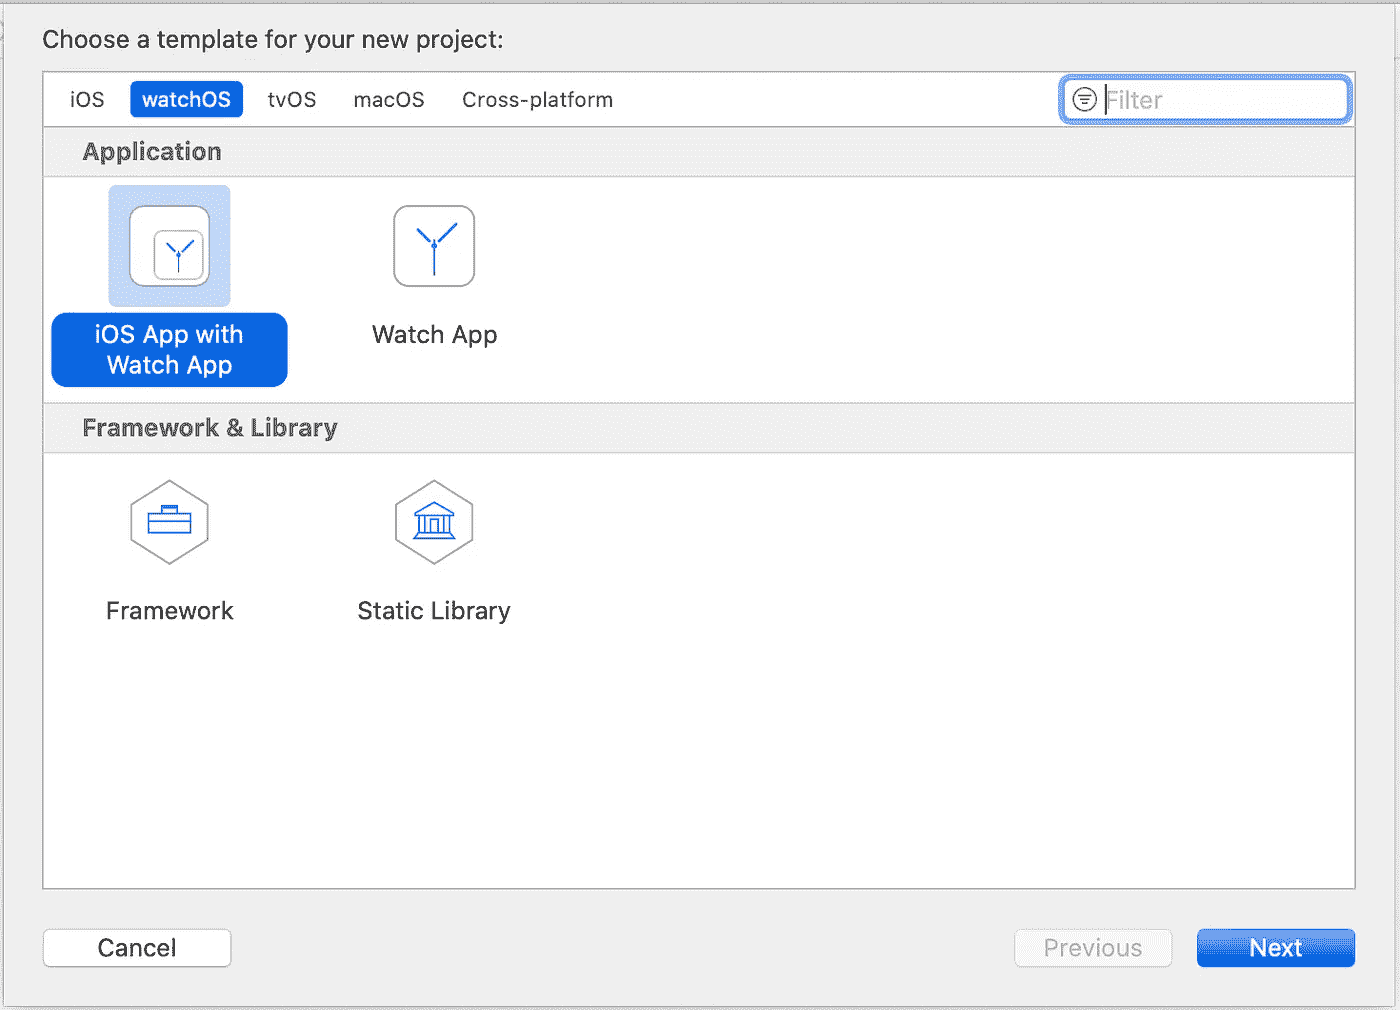 Choose a template for your new project:
iOS watchOS tvOS macOS Cross-platform Filter
Application
iOS App with
Watch App
Watch App
Framework & Library
Framework Static Library
Cancel Previous Next